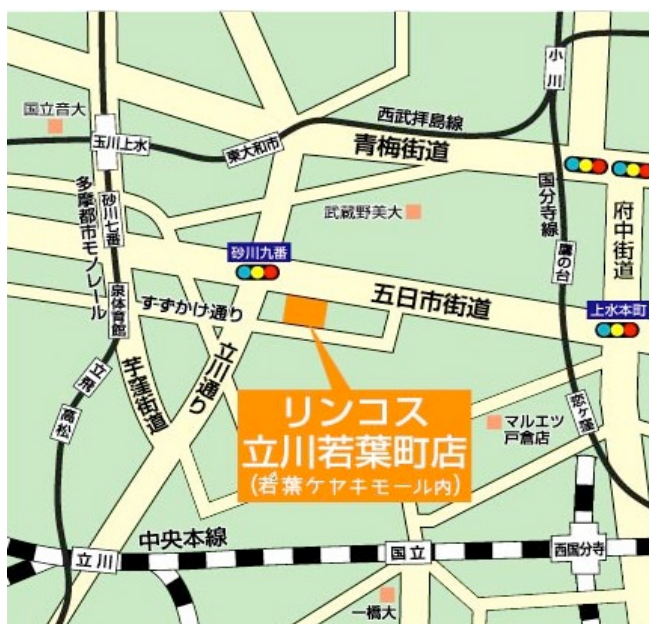 国立音大
玉川上水
東大和市
西武拝島線
小川
青梅街道
武蔵野美大
国分寺線
鷹の台
府中街道
多摩都市モノレール
砂川七番
砂川九番
泉体育館
すずかけ通り
五日市街道
上水本町
立飛
高松
芋窪街道
立川通り
リンコス
立川若葉町店
(若葉ケヤキモール内)
マルエツ
戸倉店
恋ヶ窪
中央本線
立川
国立
西国分寺
一橋大